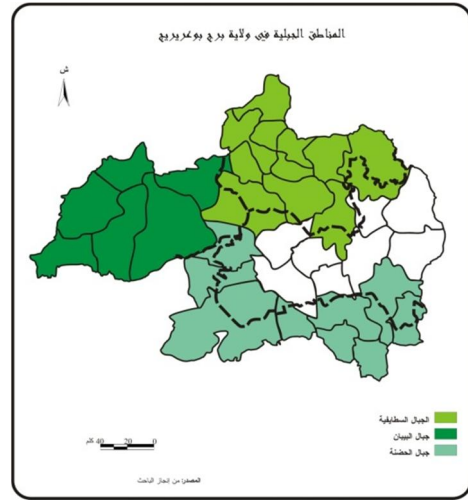 المناطق الجبلية في ولاية برج بوعريريج
ش
الجبال السطايفية
جبال البيبان
جبال الحضنة
40 20 0 كلم
المصدر: من إنجاز الباحث